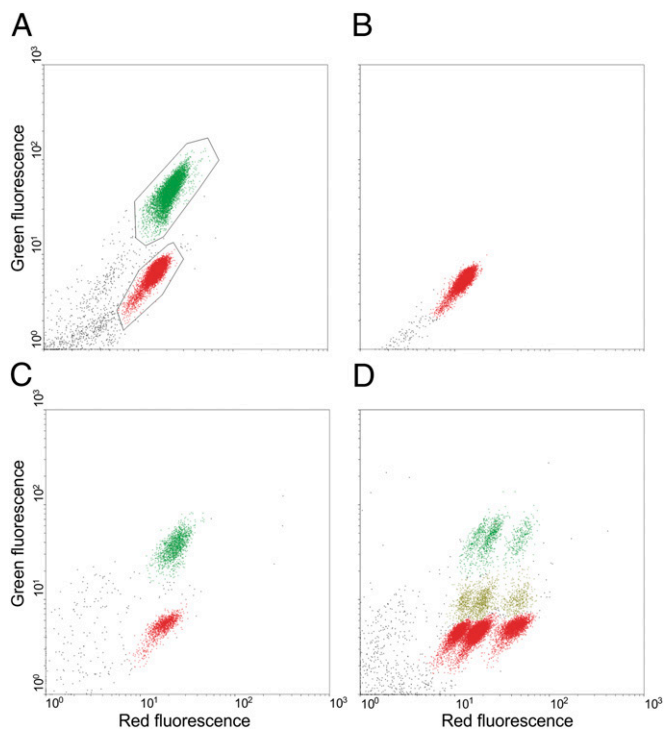 A
B
10³
10²
10¹
10⁰
Green fluorescence
C
D
10³
10²
10¹
10⁰
Green fluorescence
10⁰ 10¹ 10² 10³
10⁰ 10¹ 10² 10³
Red fluorescence
Red fluorescence